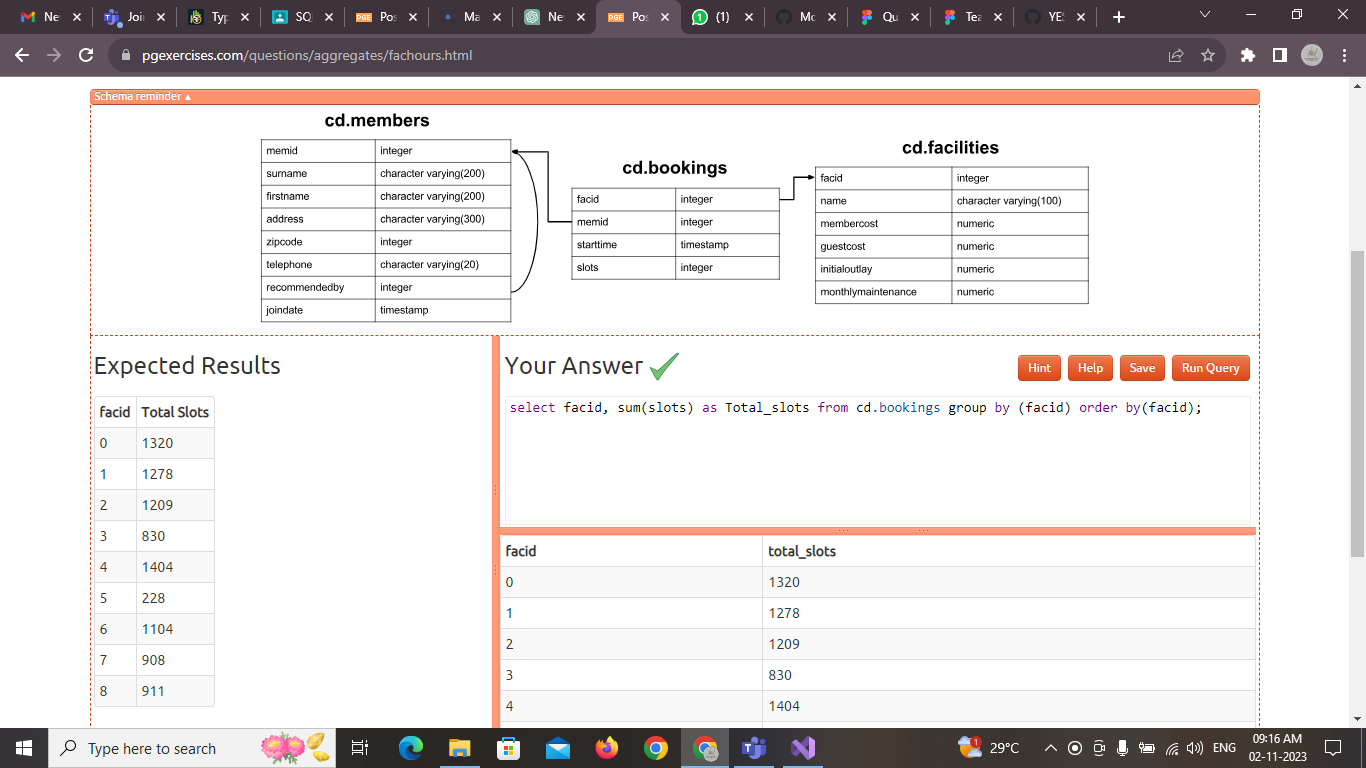 Ne
Joi
Typ
SQ
Pos
Ma
Ne
Pos
(1)
Mc
Qu
Tea
YES
pgexercises.com/questions/aggregates/fachours.html
Schema reminder ▲
cd.members
memid integer
surname character varying(200)
firstname character varying(200)
address character varying(300)
zipcode integer
telephone character varying(20)
recommendedby integer
joindate timestamp
cd.bookings
facid integer
memid integer
starttime timestamp
slots integer
cd.facilities
facid integer
name character varying(100)
membercost numeric
guestcost numeric
initialoutlay numeric
monthlymaintenance numeric
Expected Results
facid Total Slots
0 1320
1 1278
2 1209
3 830
4 1404
5 228
6 1104
7 908
8 911
Your Answer
Hint Help Save Run Query
select facid, sum(slots) as Total_slots from cd.bookings group by (facid) order by(facid);
facid total_slots
0 1320
1 1278
2 1209
3 830
4 1404
Type here to search
29°C
ENG
09:16 AM
02-11-2023